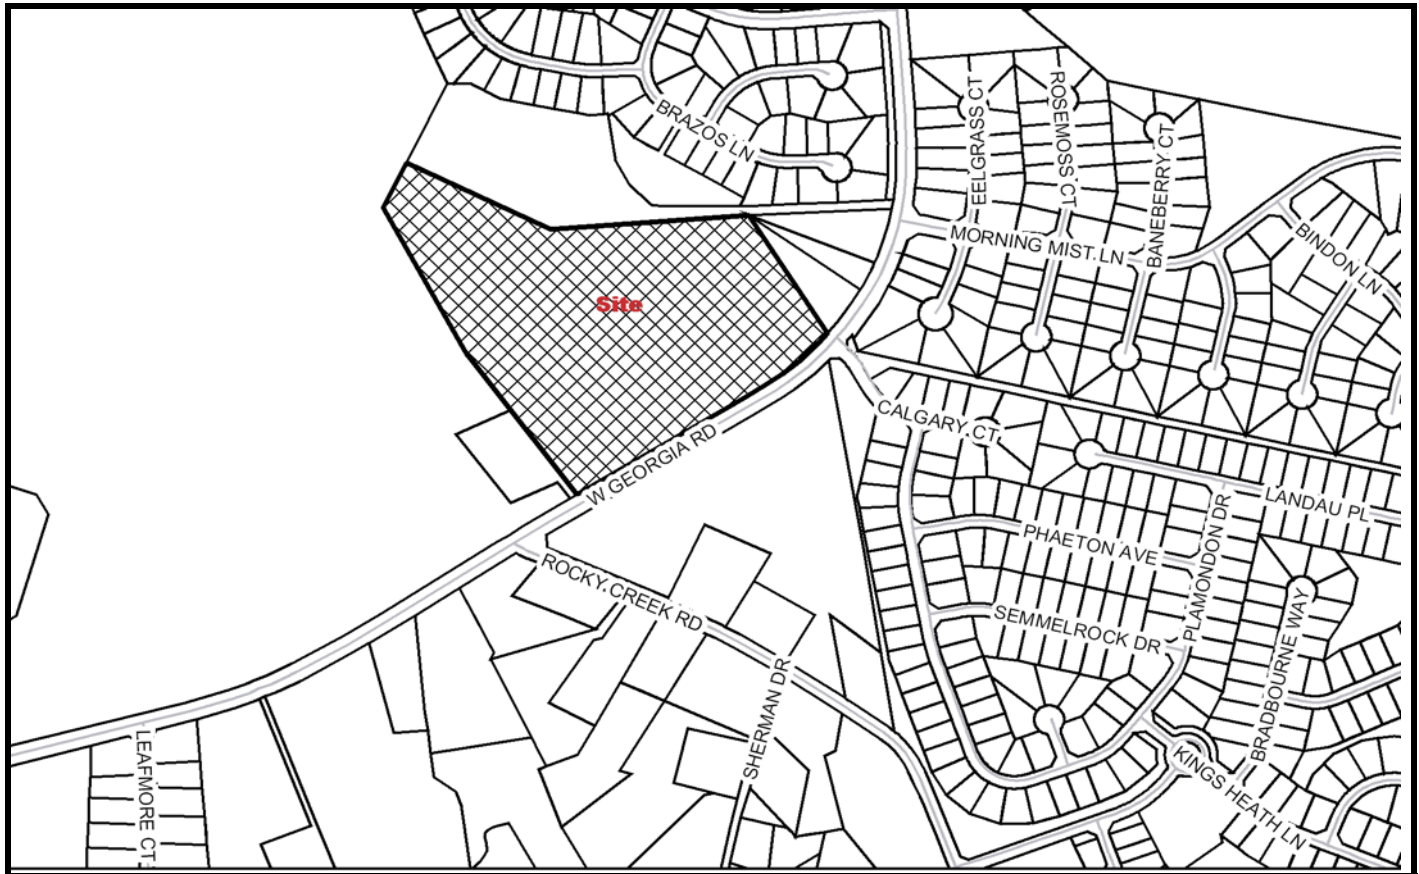 BRAZOS LN
EELGRASS CT
ROSEMOSS CT
BANEBERRY CT
MORNING MIST LN
BINDON LN
Site
CALGARY CT
W GEORGIA RD
LANDAU PL
PHAETON AVE
PLAMONDON DR
ROCKY CREEK RD
SEMMELROCK DR
BRADBOURNE WAY
SHERMAN DR
LEAFMORE CT
KINGS HEATH LN